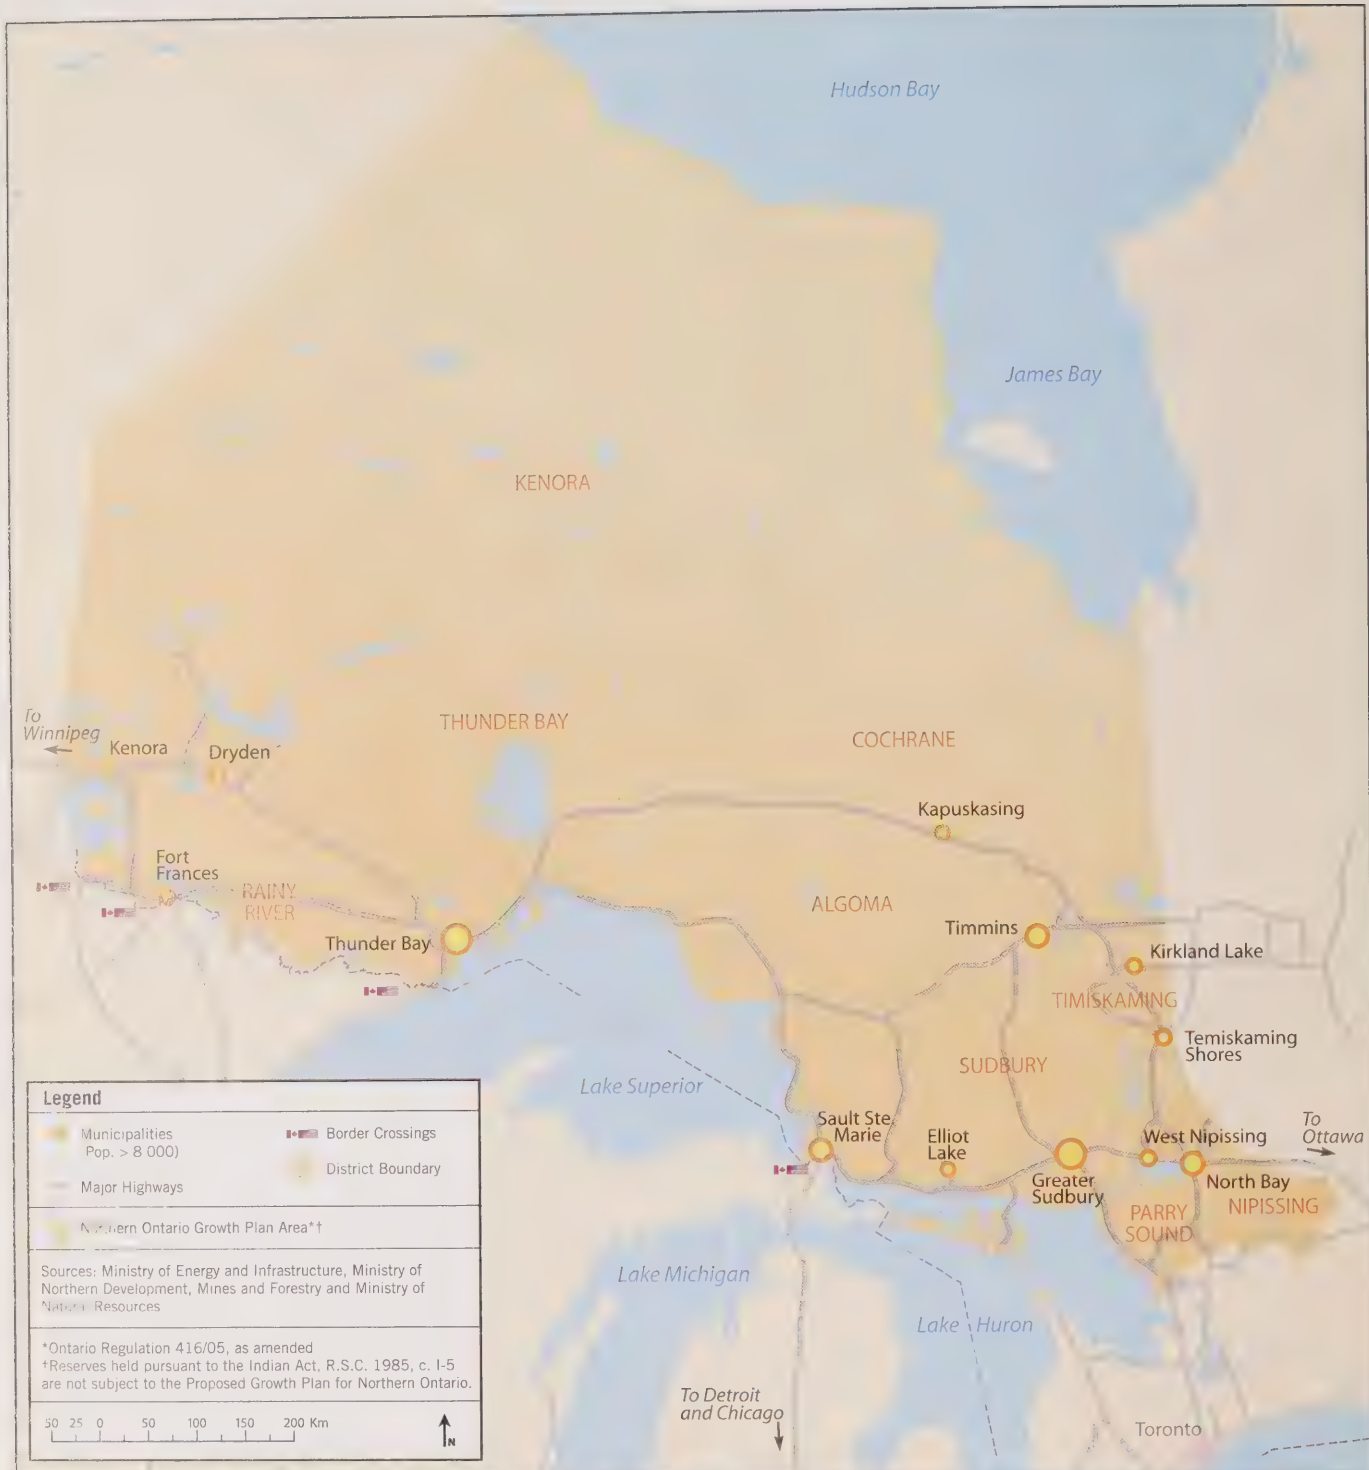 Hudson Bay
James Bay
KENORA
To
Winnipeg
Kenora
Dryden
THUNDER BAY
COCHRANE
Kapuskasing
Fort
Frances
RAINY
RIVER
ALGOMA
Thunder Bay
Timmins
Kirkland Lake
TIMISKAMING
Temiskaming
Shores
SUDBURY
Lake Superior
Sault Ste.
Marie
Elliot
Lake
West Nipissing
To
Ottawa
Greater
Sudbury
North Bay
PARRY
SOUND
NIPISSING
Lake Michigan
Lake Huron
To Detroit
and Chicago
Toronto
Legend
Municipalities
Pop. > 8 000)
Border Crossings
District Boundary
Major Highways
Ontario Growth Plan Area*†
Sources: Ministry of Energy and Infrastructure, Ministry of
Northern Development, Mines and Forestry and Ministry of
Resources
*Ontario Regulation 416/05, as amended
†Reserves held pursuant to the Indian Act, R.S.C. 1985, c. I-5
are not subject to the Proposed Growth Plan for Northern Ontario.
50 25 0 50 100 150 200 Km
N